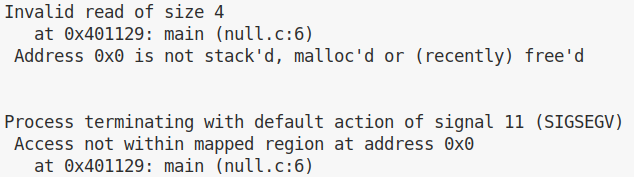 Invalid read of size 4
at 0x401129: main (null.c:6)
Address 0x0 is not stack'd, malloc'd or (recently) free'd
Process terminating with default action of signal 11 (SIGSEGV)
Access not within mapped region at address 0x0
at 0x401129: main (null.c:6)